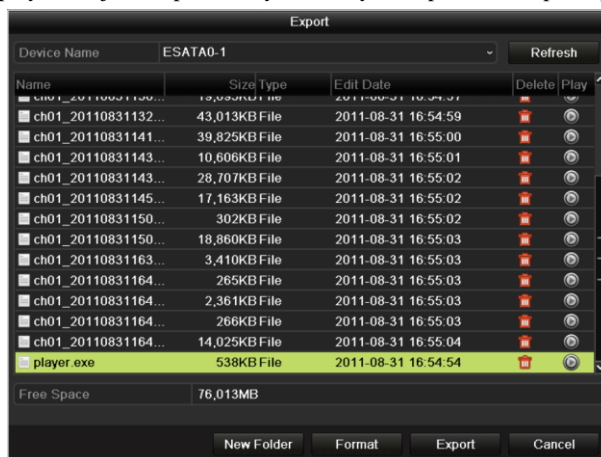 Export
Device Name ESATA0-1 Refresh
Name Size Type Edit Date Delete Play
ch01_20110831132... 43,013KB File 2011-08-31 16:54:59
ch01_20110831141... 39,825KB File 2011-08-31 16:55:00
ch01_20110831143... 10,606KB File 2011-08-31 16:55:01
ch01_20110831143... 28,707KB File 2011-08-31 16:55:02
ch01_20110831145... 17,163KB File 2011-08-31 16:55:02
ch01_20110831150... 302KB File 2011-08-31 16:55:02
ch01_20110831150... 18,860KB File 2011-08-31 16:55:03
ch01_20110831163... 3,410KB File 2011-08-31 16:55:03
ch01_20110831164... 265KB File 2011-08-31 16:55:03
ch01_20110831164... 2,361KB File 2011-08-31 16:55:03
ch01_20110831164... 266KB File 2011-08-31 16:55:03
ch01_20110831164... 14,025KB File 2011-08-31 16:55:04
player.exe 538KB File 2011-08-31 16:54:54
Free Space 76,013MB
New Folder Format Export Cancel